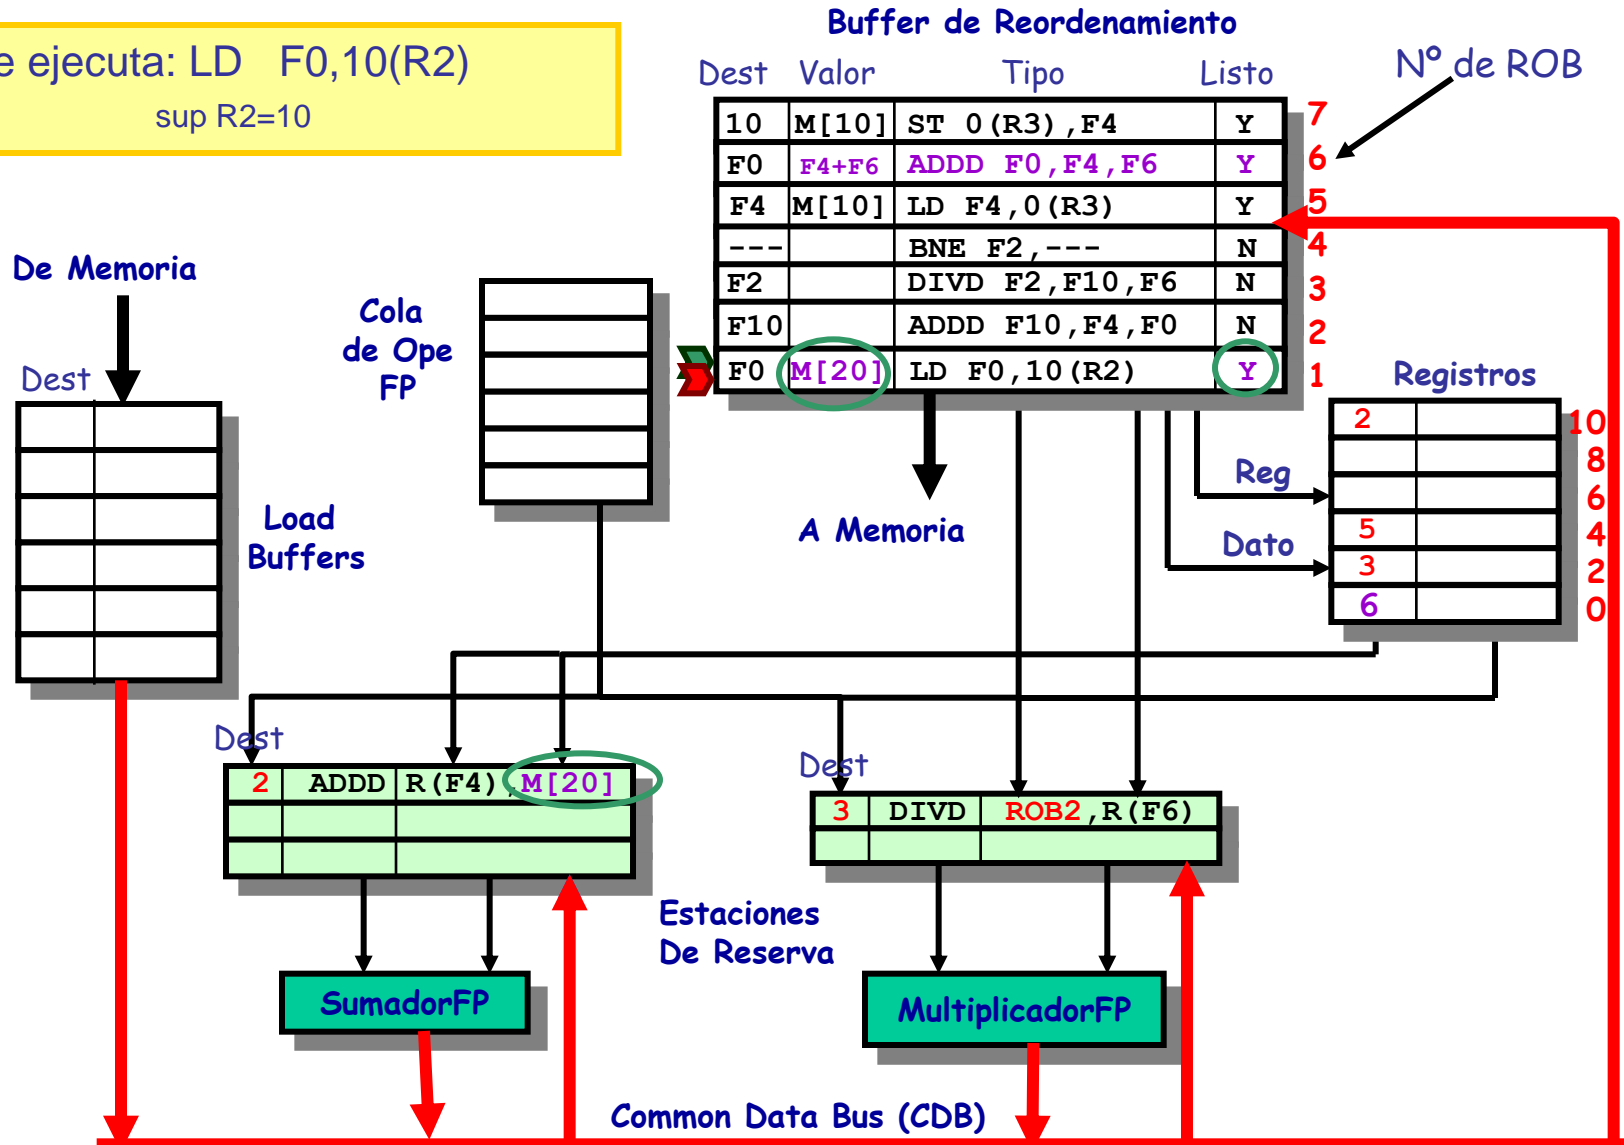 e ejecuta: LD F0,10(R2)
sup R2=10
Buffer de Reordenamiento
Dest Valor Tipo Listo
Nº de ROB
10 M[10] ST 0(R3),F4 Y 7
F0 F4+F6 ADDD F0,F4,F6 Y 6
F4 M[10] LD F4,0(R3) Y 5
--- BNE F2,--- N 4
F2 DIVD F2,F10,F6 N 3
F10 ADDD F10,F4,F0 N 2
F0 M[20] LD F0,10(R2) Y 1
De Memoria
Dest
Cola
de Ope
FP
Load
Buffers
A Memoria
Registros
2 10
8
6
5 4
3 2
6 0
Reg
Dato
Dest
2 ADDD R(F4),M[20]
Dest
3 DIVD ROB2,R(F6)
Estaciones
De Reserva
SumadorFP
MultiplicadorFP
Common Data Bus (CDB)